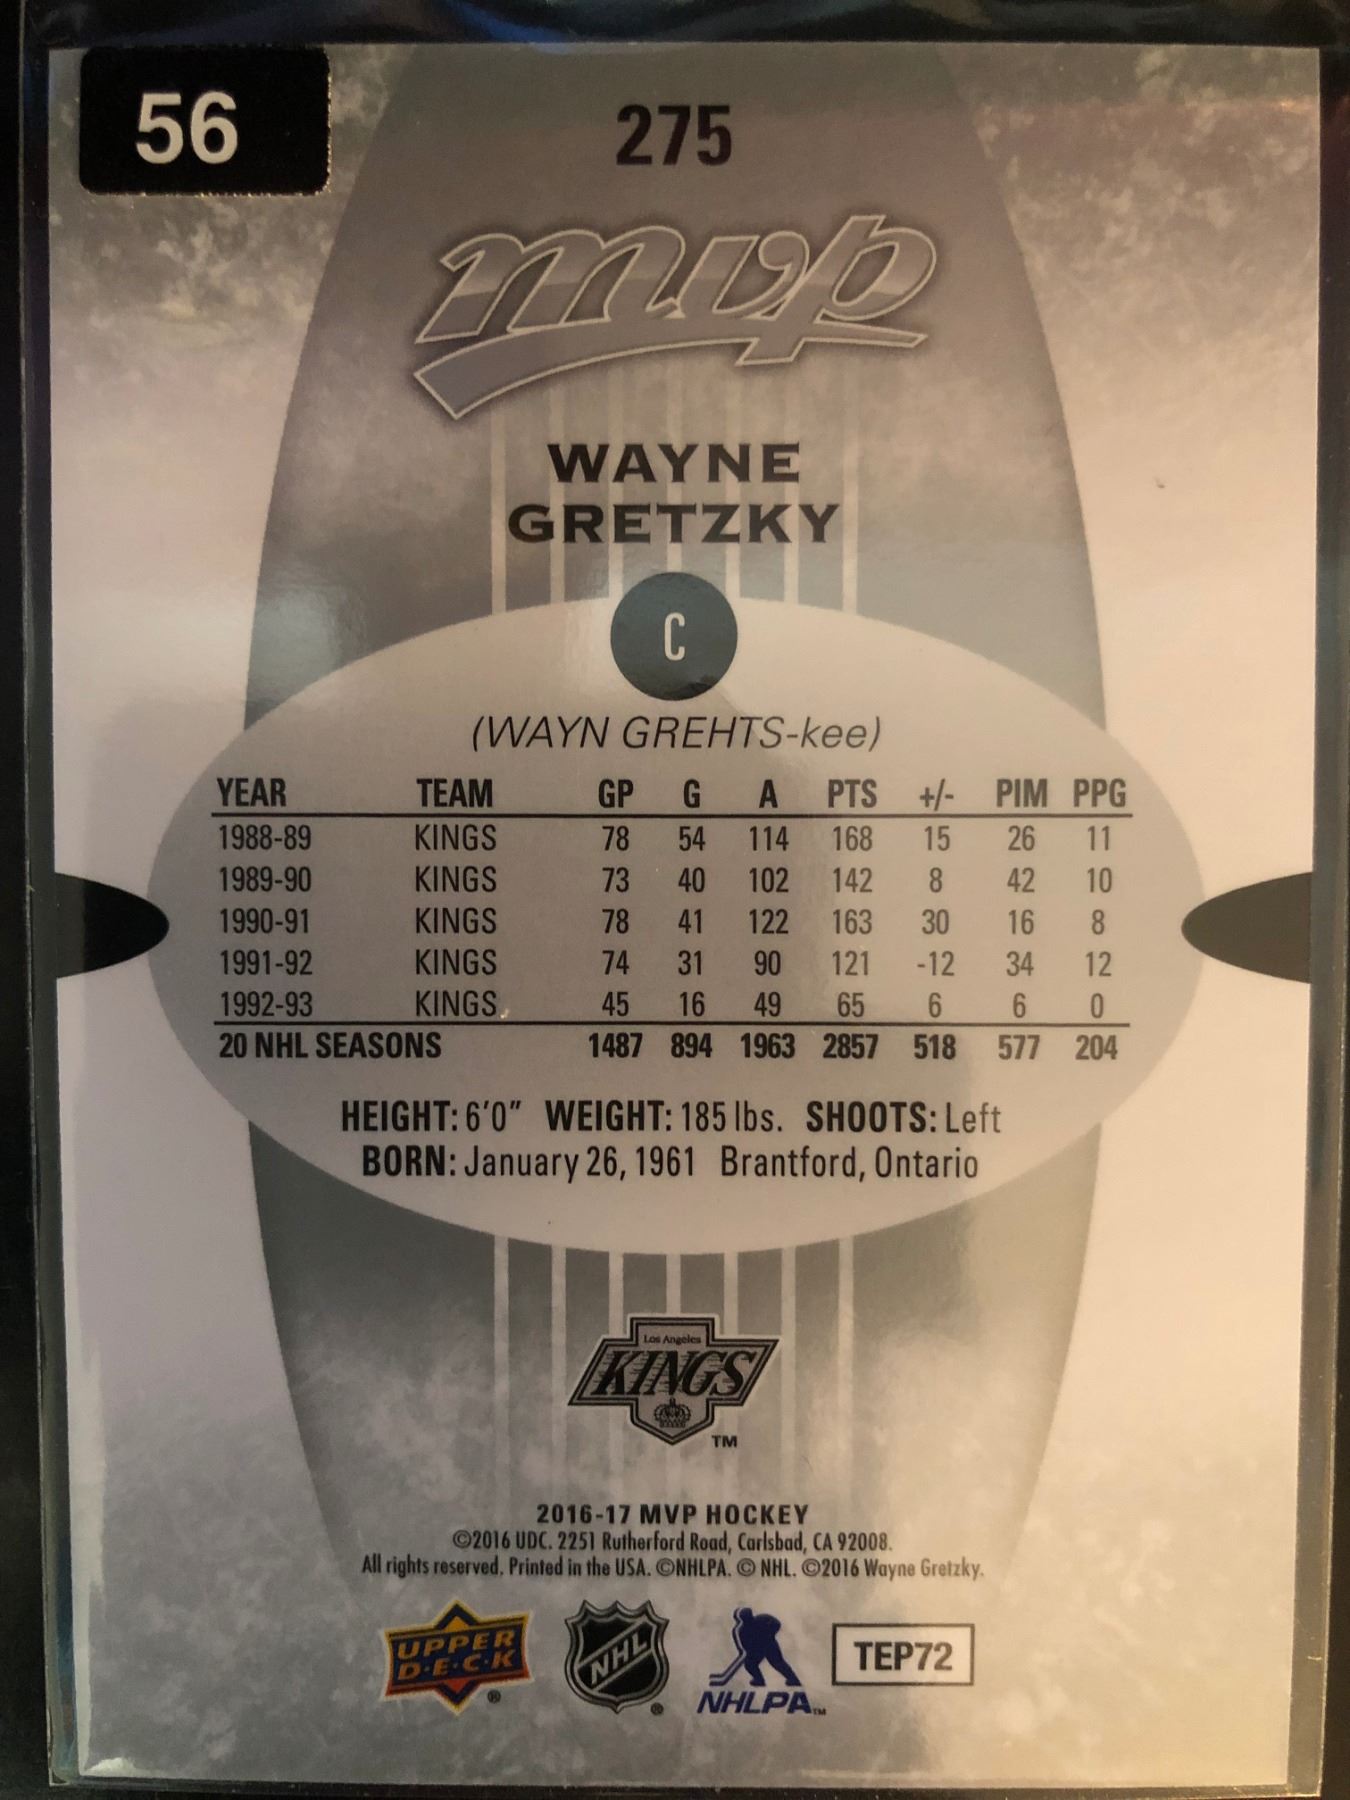 56
275
mvp
WAYNE
GRETZKY
C
(WAYN GREHTS-kee)
YEAR TEAM GP G A PTS +/- PIM PPG
1988-89 KINGS 78 54 114 168 15 26 11
1989-90 KINGS 73 40 102 142 8 42 10
1990-91 KINGS 78 41 122 163 30 16 8
1991-92 KINGS 74 31 90 121 -12 34 12
1992-93 KINGS 45 16 49 65 6 6 0
20 NHL SEASONS 1487 894 1963 2857 518 577 204
HEIGHT: 6'0" WEIGHT: 185 lbs. SHOOTS: Left
BORN: January 26, 1961 Brantford, Ontario
Los Angeles
KINGS
TM
2016-17 MVP HOCKEY
©2016 UDC. 2251 Rutherford Road, Carlsbad, CA 92008.
All rights reserved. Printed in the USA. ©NHLPA. © NHL. ©2016 Wayne Gretzky.
UPPER
D·E·C·K ®
NHL ®
NHLPA™
TEP72